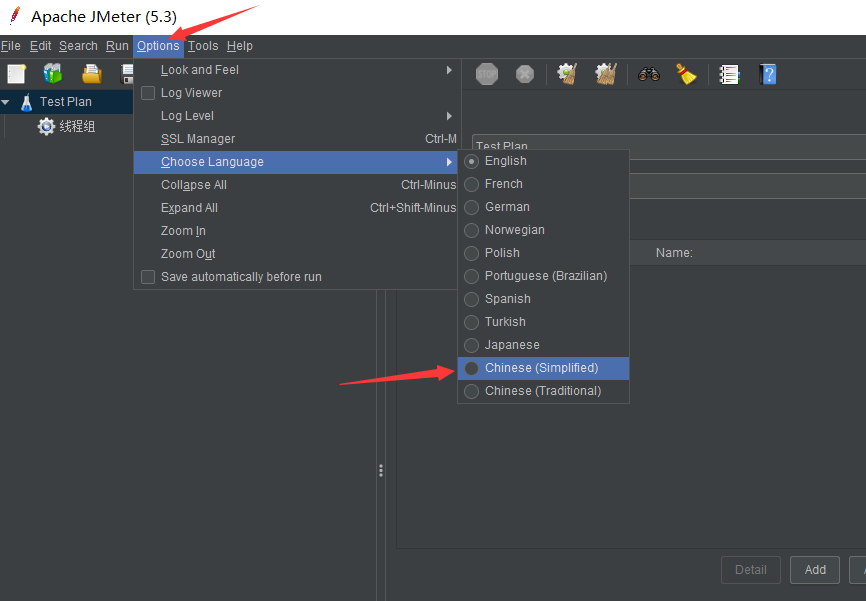 Apache JMeter (5.3)
File Edit Search Run Options Tools Help
Look and Feel
Log Viewer
Log Level
SSL Manager Ctrl-M
Choose Language
Collapse All Ctrl-Minus
Expand All Ctrl+Shift-Minus
Zoom In
Zoom Out
Save automatically before run
STOP
Test Plan
线程组
Test Plan
English
French
German
Norwegian
Polish
Portuguese (Brazilian)
Spanish
Turkish
Japanese
Chinese (Simplified)
Chinese (Traditional)
Name:
Detail Add